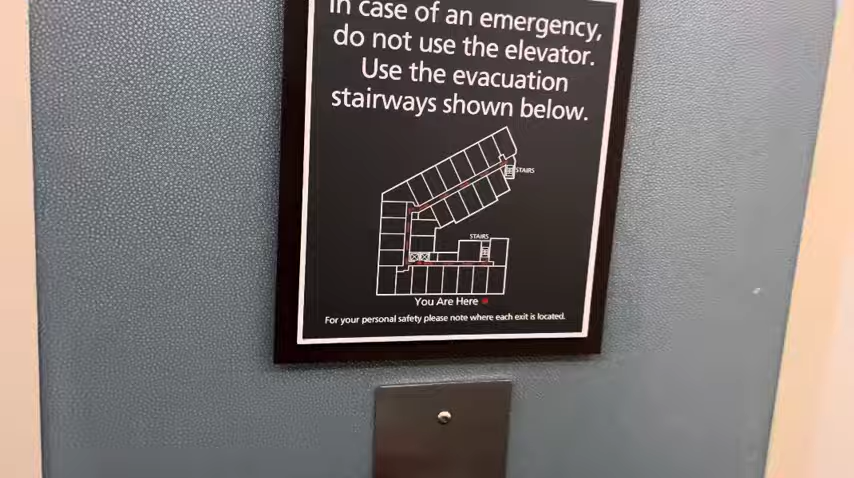 In case of an emergency,
do not use the elevator.
Use the evacuation
stairways shown below.
STAIRS
STAIRS
You Are Here
For your personal safety please note where each exit is located.